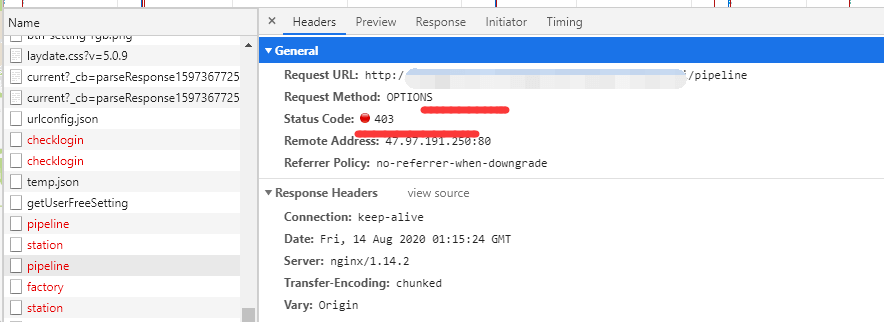 Name
btn-setting-rgb.png
laydate.css?v=5.0.9
current?_cb=parseResponse1597367725
current?_cb=parseResponse1597367725
urlconfig.json
checklogin
checklogin
temp.json
getUserFreeSetting
pipeline
station
pipeline
factory
station
× Headers Preview Response Initiator Timing
General
Request URL: http:/ /pipeline
Request Method: OPTIONS
Status Code: 403
Remote Address: 47.97.191.250:80
Referrer Policy: no-referrer-when-downgrade
Response Headers view source
Connection: keep-alive
Date: Fri, 14 Aug 2020 01:15:24 GMT
Server: nginx/1.14.2
Transfer-Encoding: chunked
Vary: Origin